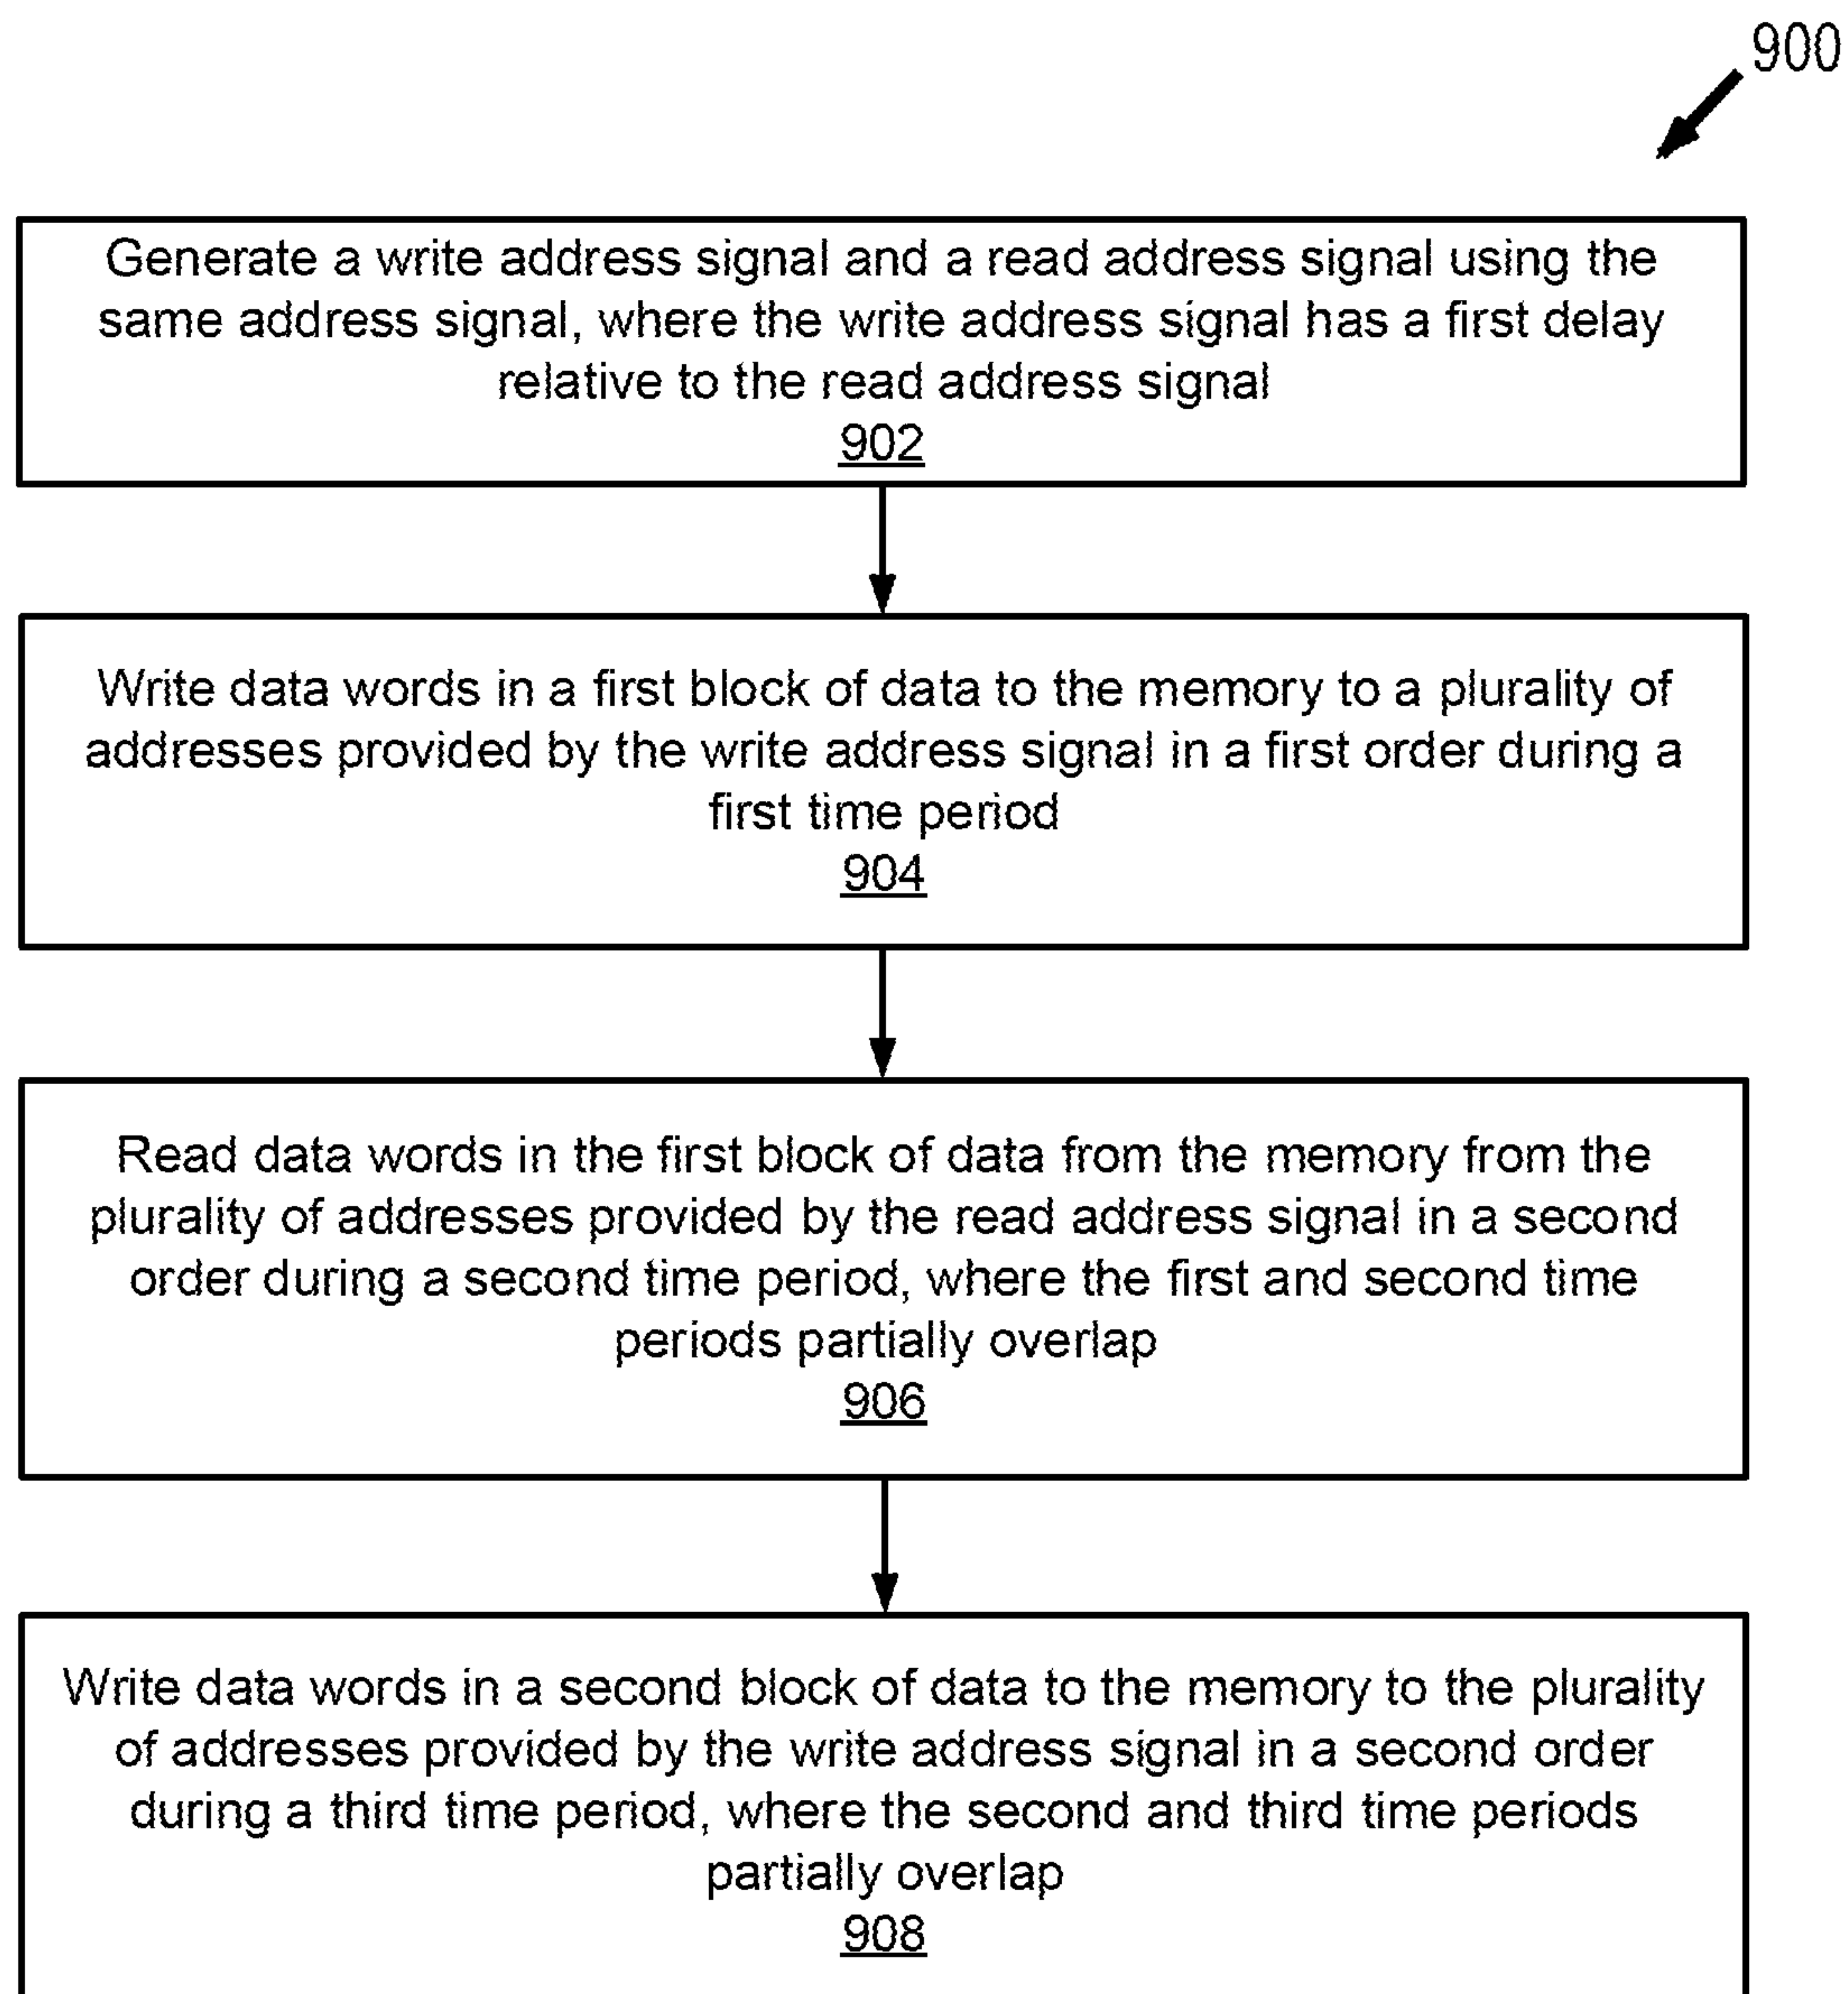 900
Generate a write address signal and a read address signal using the
same address signal, where the write address signal has a first delay
relative to the read address signal
902
Write data words in a first block of data to the memory to a plurality of
addresses provided by the write address signal in a first order during a
first time period
904
Read data words in the first block of data from the memory from the
plurality of addresses provided by the read address signal in a second
order during a second time period, where the first and second time
periods partially overlap
906
Write data words in a second block of data to the memory to the plurality
of addresses provided by the write address signal in a second order
during a third time period, where the second and third time periods
partially overlap
908